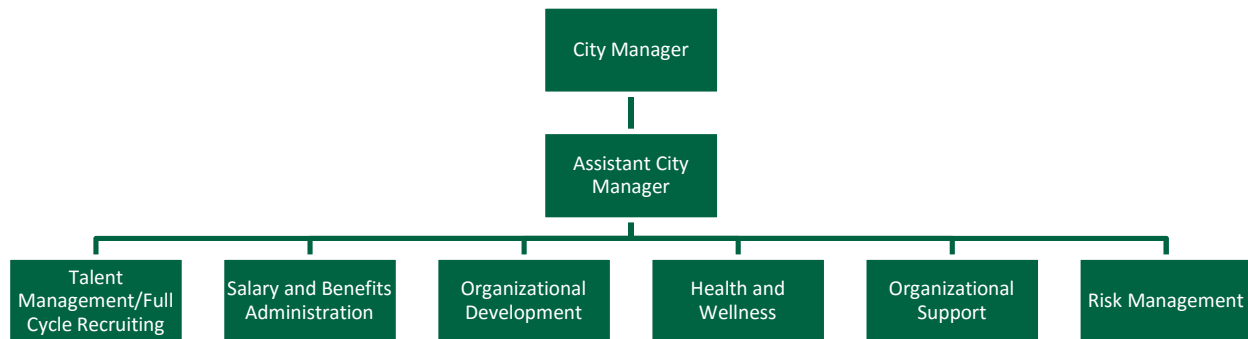 City Manager
Assistant City
Manager
Talent
Management/Full
Cycle Recruiting
Salary and Benefits
Administration
Organizational
Development
Health and
Wellness
Organizational
Support
Risk Management